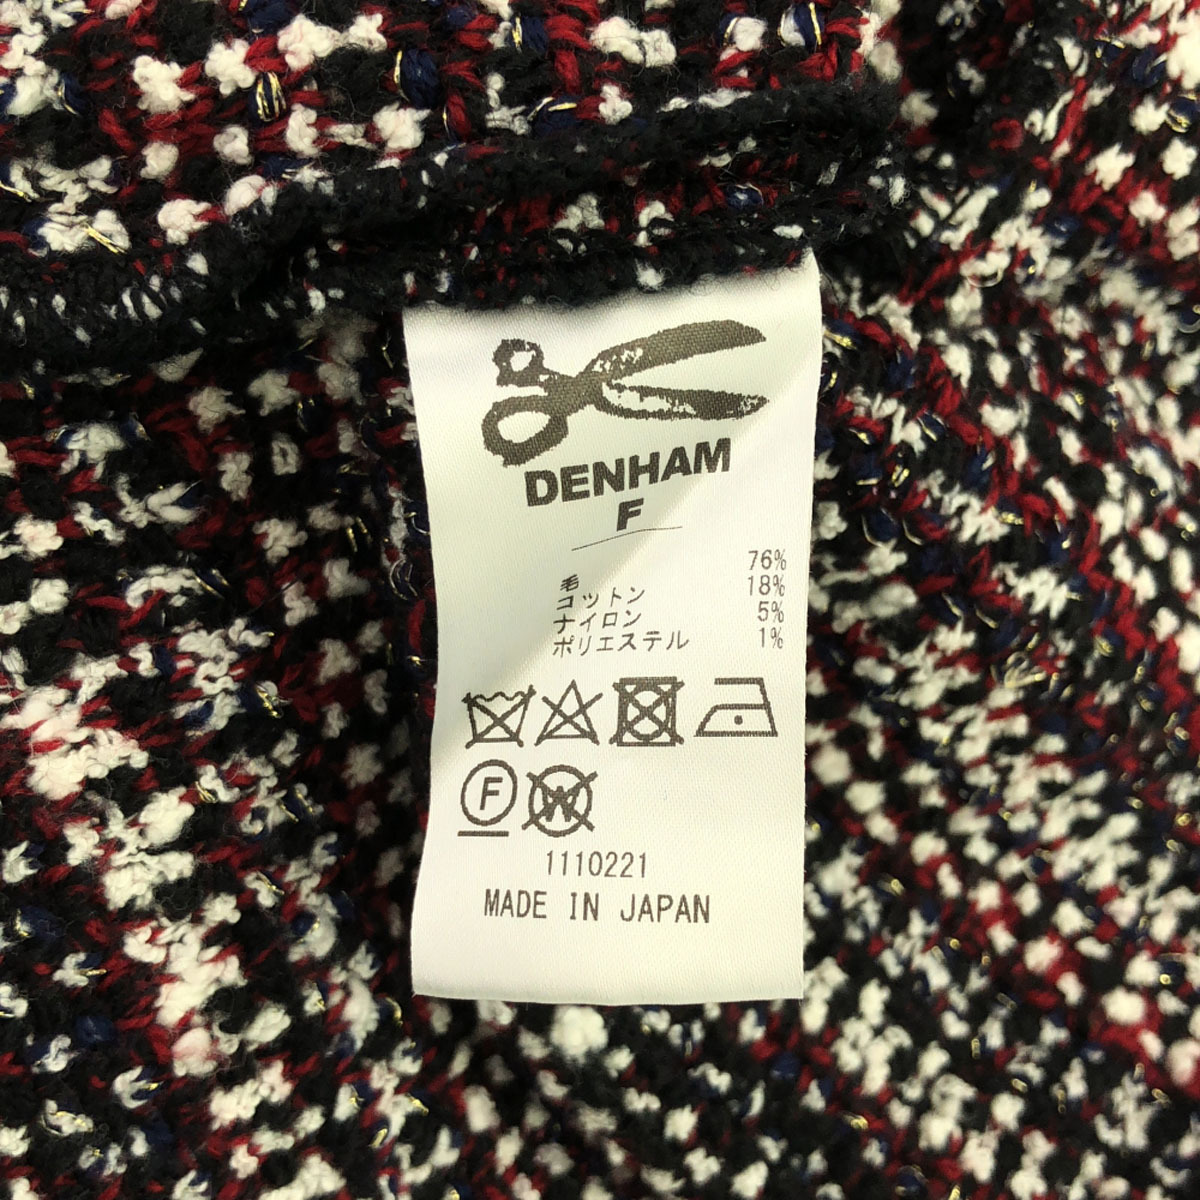 DENHAM
F
毛 76%
コットン 18%
ナイロン 5%
ポリエステル 1%
F W
1110221
MADE IN JAPAN